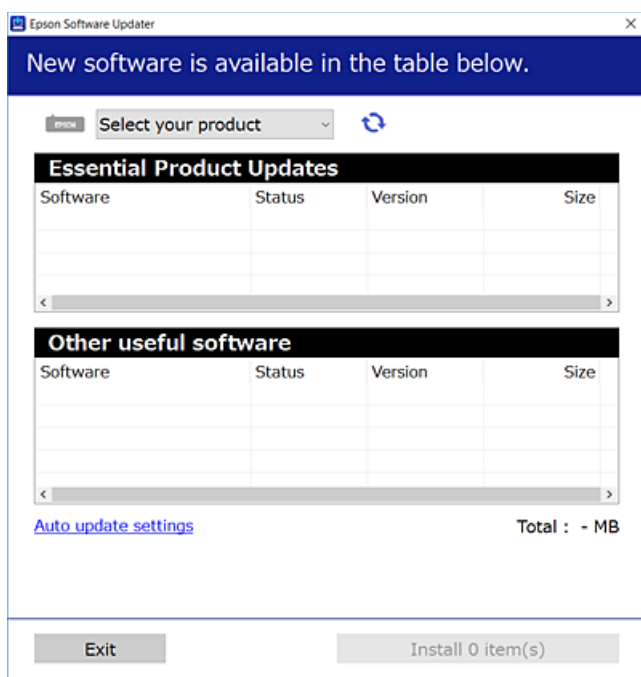 Epson Software Updater
New software is available in the table below.
EPSON Select your product
Essential Product Updates
Software Status Version Size
Other useful software
Software Status Version Size
Auto update settings Total : - MB
Exit Install 0 item(s)